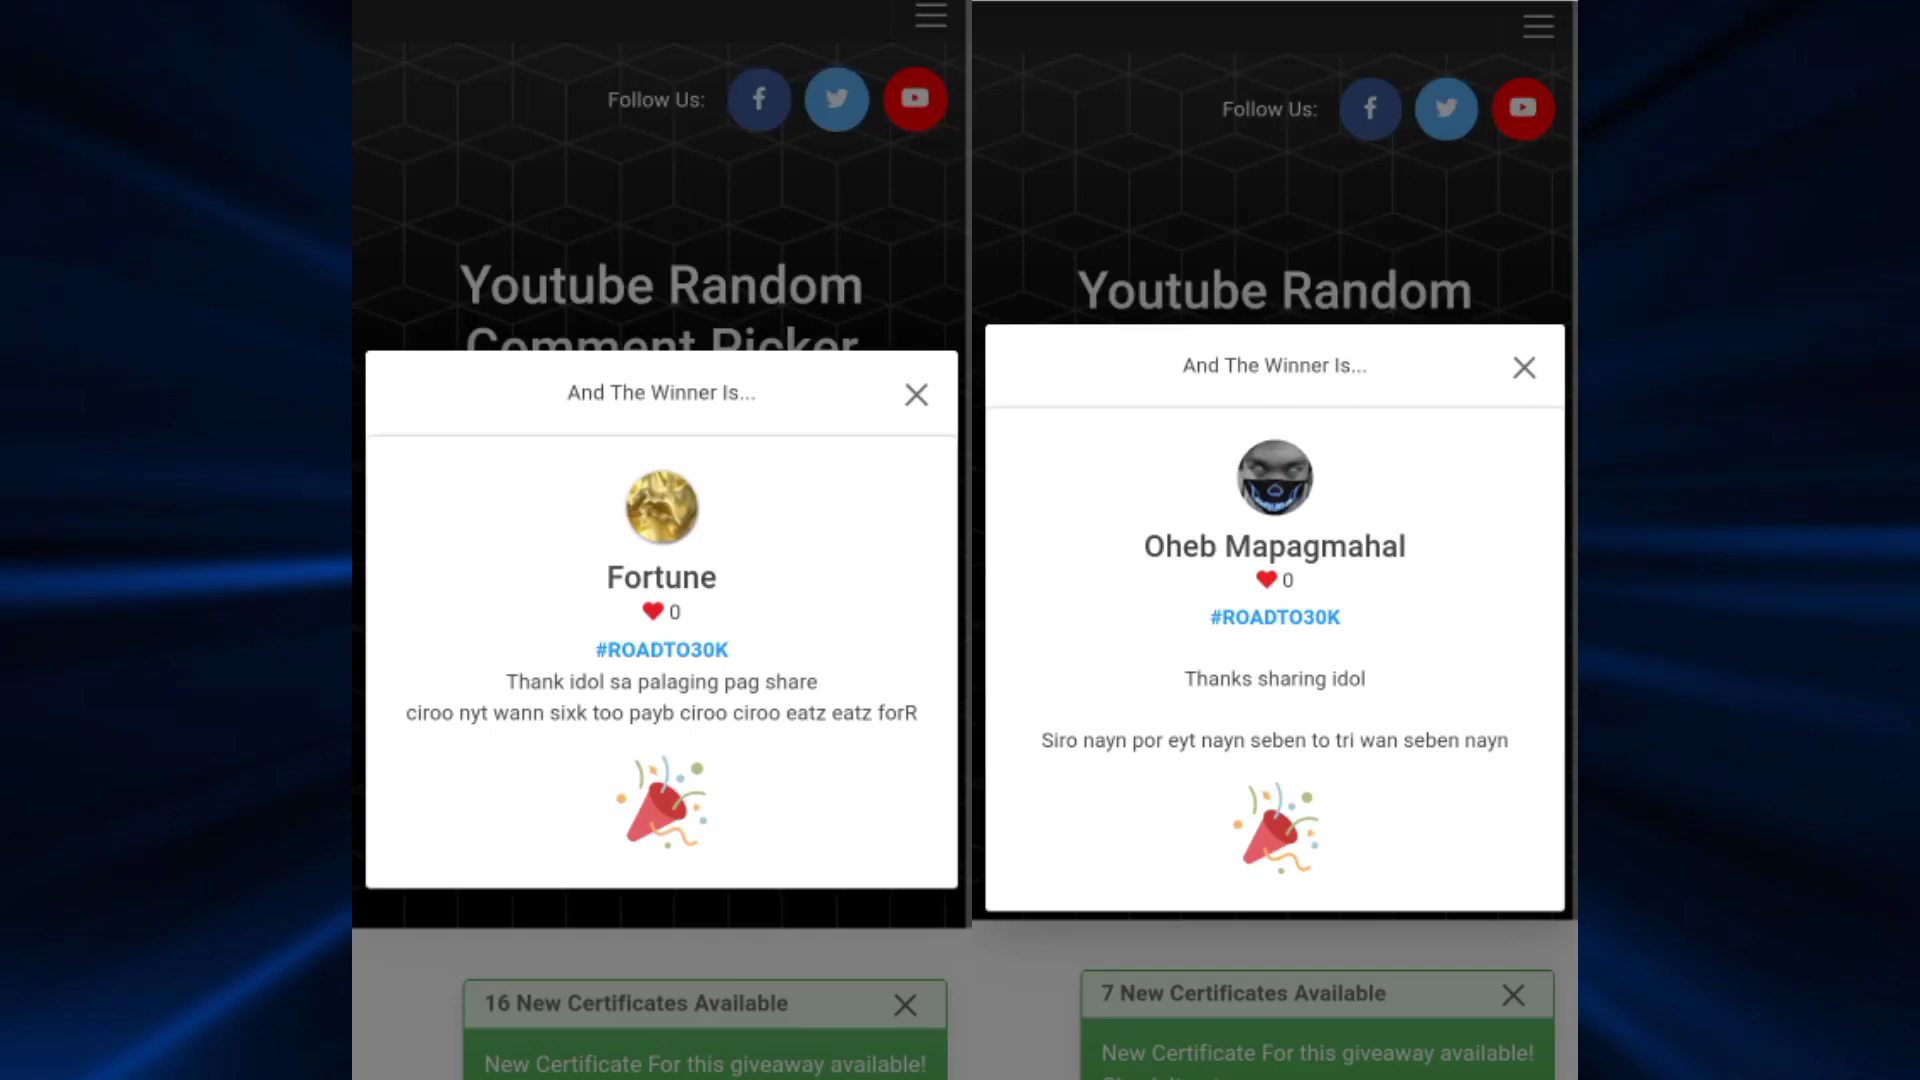 Follow Us:
Youtube Random
Comment Picker
And The Winner Is...
Fortune
0
#ROADTO30K
Thank idol sa palaging pag share
ciroo nyt wann sixk too payb ciroo ciroo eatz eatz forR
16 New Certificates Available
New Certificate For this giveaway available!
Follow Us:
Youtube Random
And The Winner Is...
Oheb Mapagmahal
0
#ROADTO30K
Thanks sharing idol
Siro nayn por eyt nayn seben to tri wan seben nayn
7 New Certificates Available
New Certificate For this giveaway available!